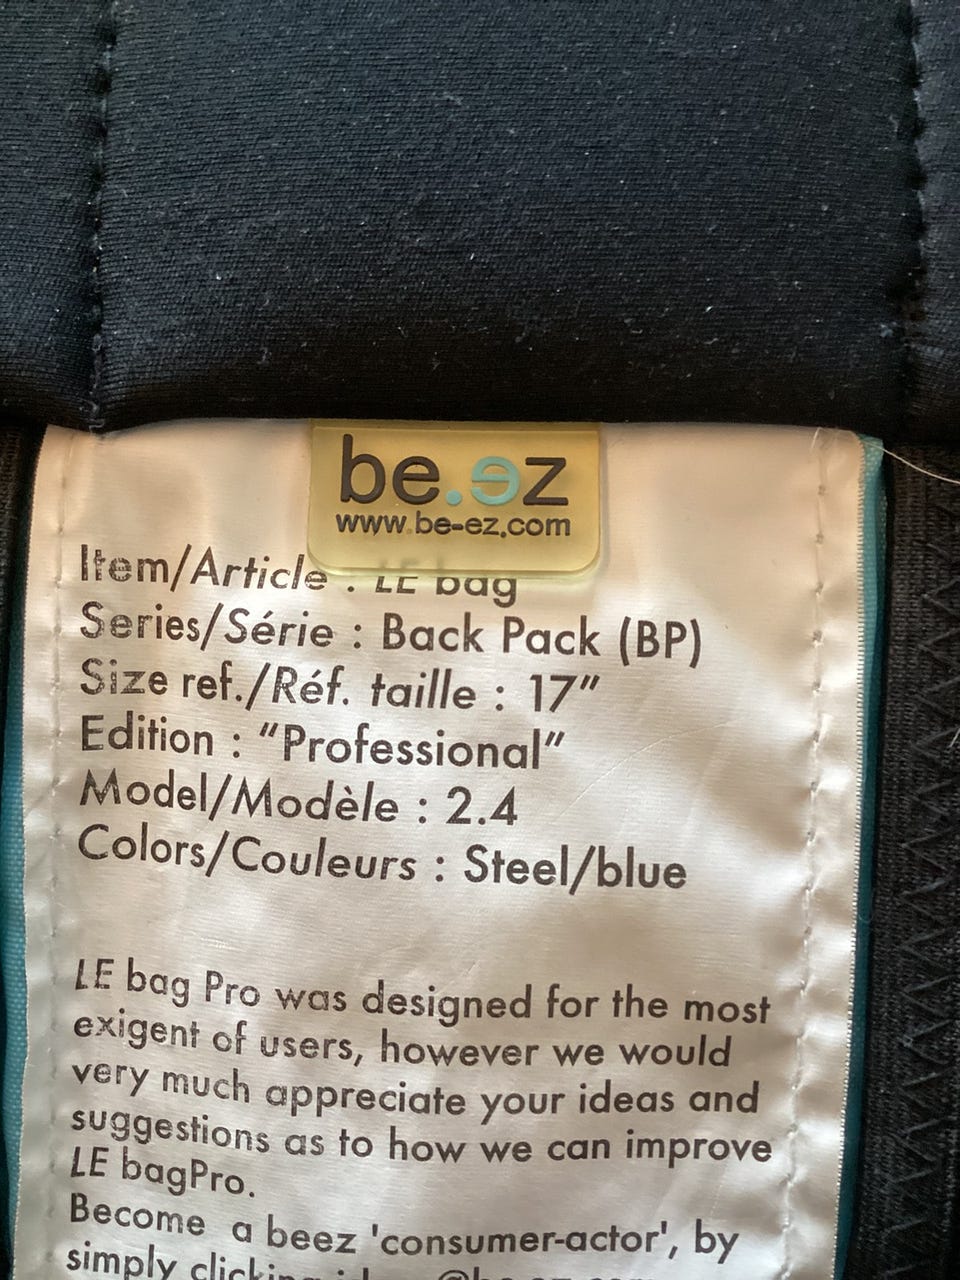 be.ez
www.be-ez.com
Item/Article : LE bag
Series/Série : Back Pack (BP)
Size ref./Réf. taille : 17”
Edition : “Professional”
Model/Modèle : 2.4
Colors/Couleurs : Steel/blue
LE bag Pro was designed for the most
exigent of users, however we would
very much appreciate your ideas and
suggestions as to how we can improve
LE bagPro.
Become a beez 'consumer-actor', by
simply clicking